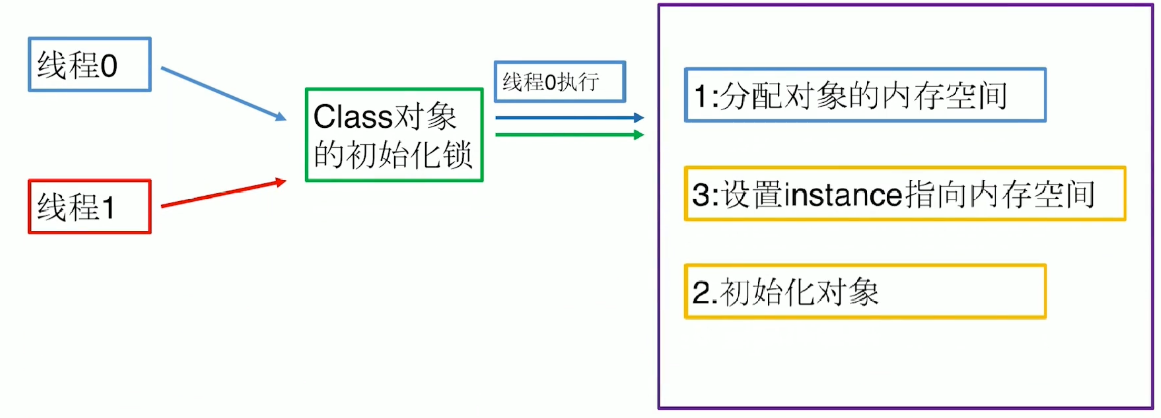 线程0
线程1
Class对象
的初始化锁
线程0执行
1:分配对象的内存空间
3:设置instance指向内存空间
2.初始化对象